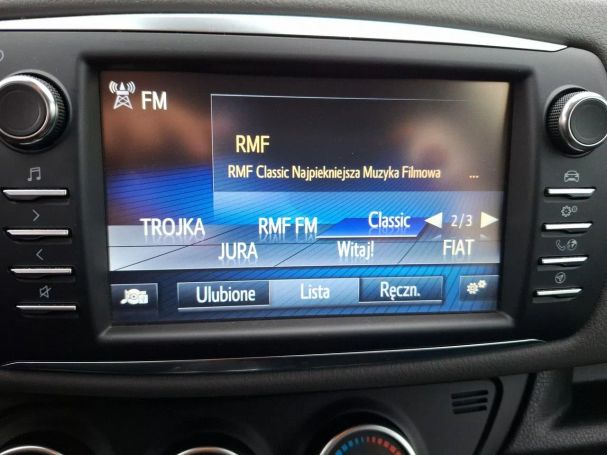 FM
RMF
RMF Classic Najpiekniejsza Muzyka Filmowa ...
TROJKA RMF FM Classic 2/3
JURA Witaj! FIAT
Ulubione Lista Ręczn.